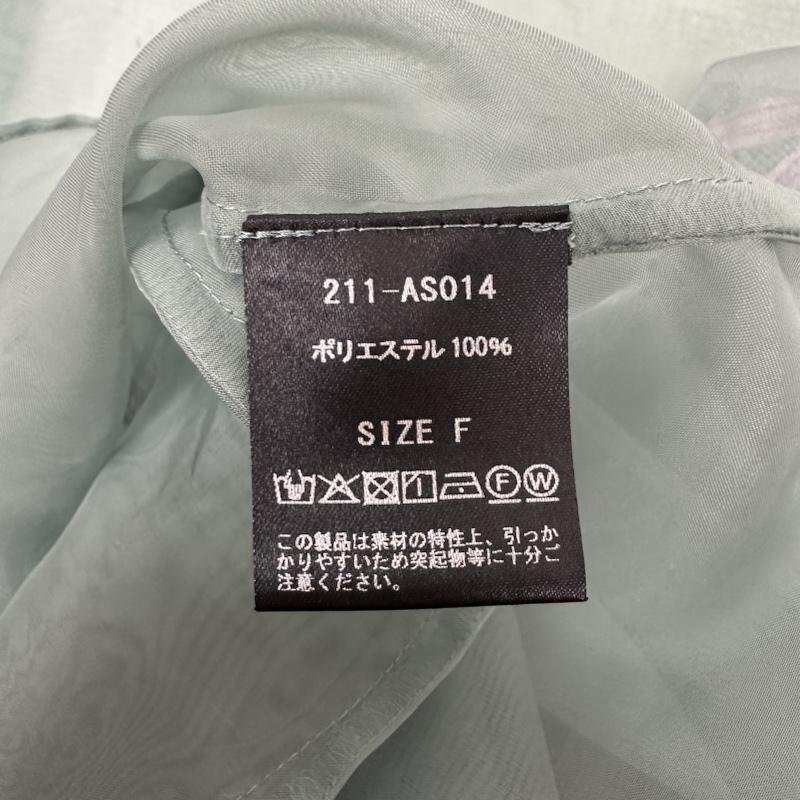 211-AS014
ポリエステル 100%
SIZE F
F W
この製品は素材の特性上、引っか
かりやすいため突起物等に十分ご
注意ください。